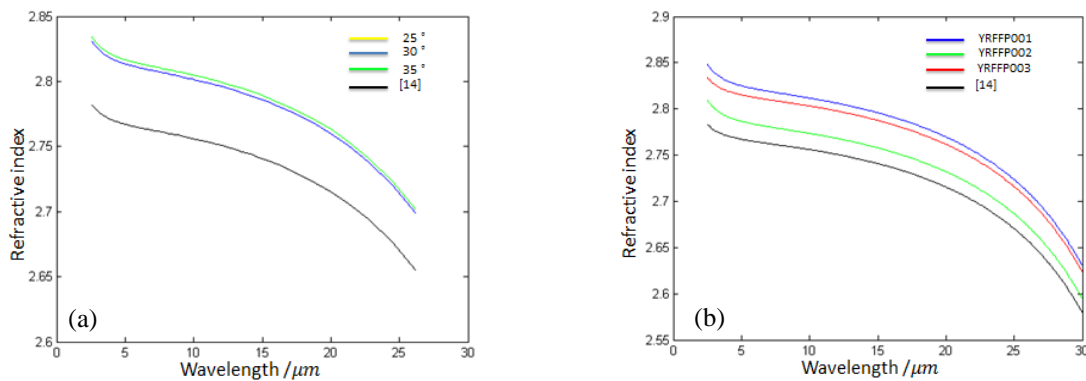 2.85
2.8
2.75
2.7
2.65
2.6
Refractive index
0 5 10 15 20 25 30
Wavelength /μm
25 °
30 °
35 °
[14]
(a)
2.9
2.85
2.8
2.75
2.7
2.65
2.6
2.55
Refractive index
0 5 10 15 20 25 30
Wavelength /μm
YRFFP001
YRFFP002
YRFFP003
[14]
(b)